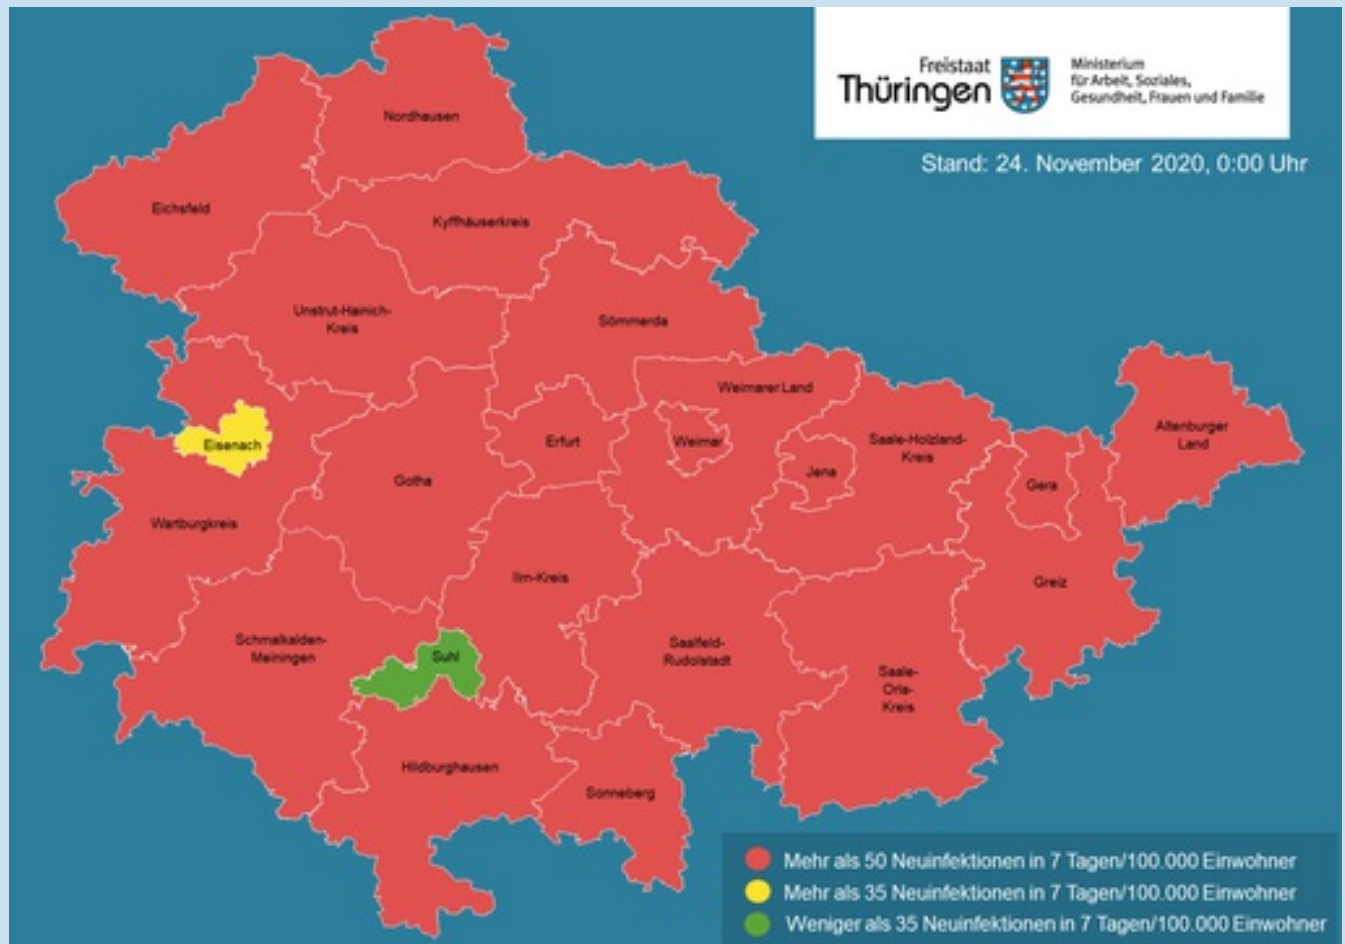 Freistaat
Thüringen
Ministerium
für Arbeit, Soziales,
Gesundheit, Frauen und Familie
Stand: 24. November 2020, 0:00 Uhr
Nordhausen
Eichsfeld
Kyffhäuserkreis
Unstrut-Hainich-
Kreis
Sömmerda
Weimarer Land
Eisenach
Erfurt
Weimar
Jena
Saale-Holzland-
Kreis
Gera
Altenburger
Land
Gotha
Wartburgkreis
Ilm-Kreis
Greiz
Schmalkalden-
Meiningen
Suhl
Saalfeld-
Rudolstadt
Saale-
Orla-
Kreis
Hildburghausen
Sonneberg
Mehr als 50 Neuinfektionen in 7 Tagen/100.000 Einwohner
Mehr als 35 Neuinfektionen in 7 Tagen/100.000 Einwohner
Weniger als 35 Neuinfektionen in 7 Tagen/100.000 Einwohner